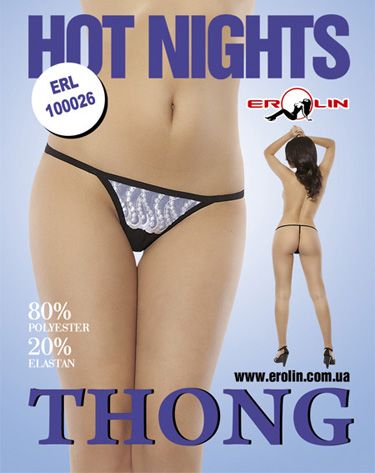 HOT NIGHTS
ERL
100026
EROLIN
80%
POLYESTER
20%
ELASTAN
www.erolin.com.ua
THONG